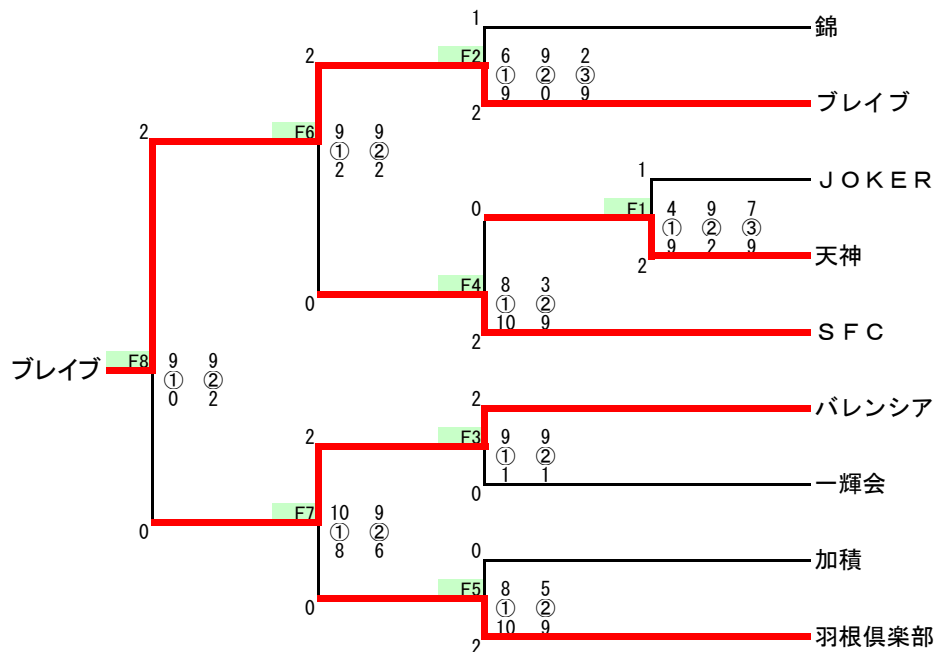 1
錦
2
F2 6 9 2
① ② ③
9 0 9
ブレイブ
2
2
F6 9 9
① ②
2 2
1
ＪＯＫＥＲ
0
F1 4 9 7
① ② ③
9 2 9
天神
2
F4 8 3
① ②
10 9
0
ＳＦＣ
2
ブレイブ
F8 9 9
① ②
0 2
2
バレンシア
2
F3 9 9
① ②
1 1
一輝会
0
F7 10 9
① ②
8 6
0
0
加積
F5 8 5
① ②
10 9
0
羽根倶楽部
2